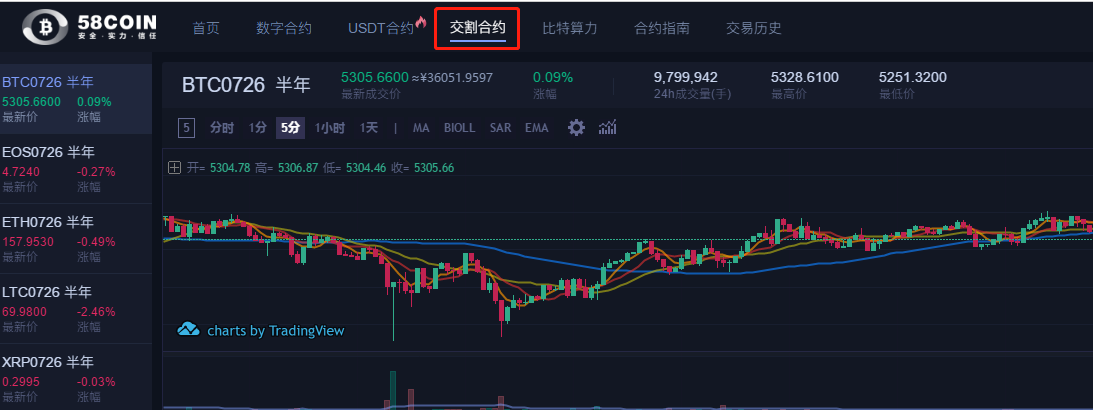 58COIN
安全·实力·信任
首页 数字合约 USDT合约 交割合约 比特算力 合约指南 交易历史
BTC0726 半年
5305.6600 0.09%
最新价 涨幅
EOS0726 半年
4.7240 -0.27%
最新价 涨幅
ETH0726 半年
157.9530 -0.49%
最新价 涨幅
LTC0726 半年
69.9800 -2.46%
最新价 涨幅
XRP0726 半年
0.2995 -0.03%
最新价 涨幅
BTC0726 半年
5305.6600 ≈¥36051.9597 0.09% 9,799,942 5328.6100 5251.3200
最新成交价 涨幅 24h成交量(手) 最高价 最低价
5 分时 1分 5分 1小时 1天 | MA BIOLL SAR EMA
开= 5304.78 高= 5306.87 低= 5304.46 收= 5305.66
charts by TradingView